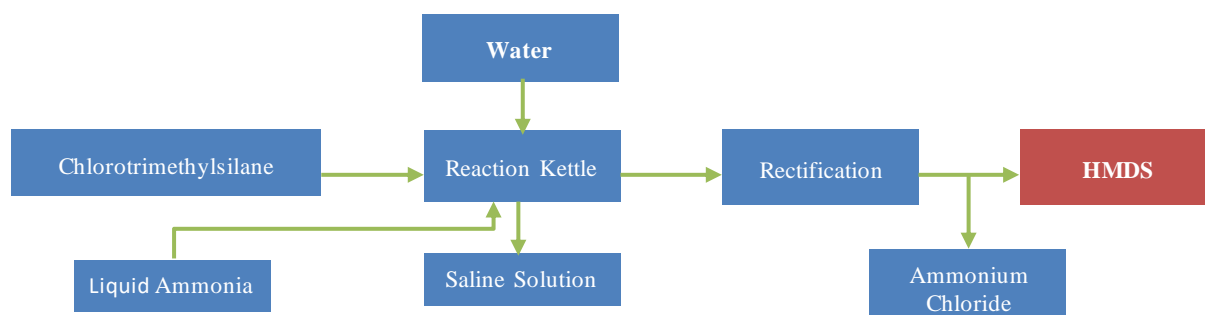 Water
Chlorotrimethylsilane
Reaction Kettle
Rectification
HMDS
Liquid Ammonia
Saline Solution
Ammonium
Chloride